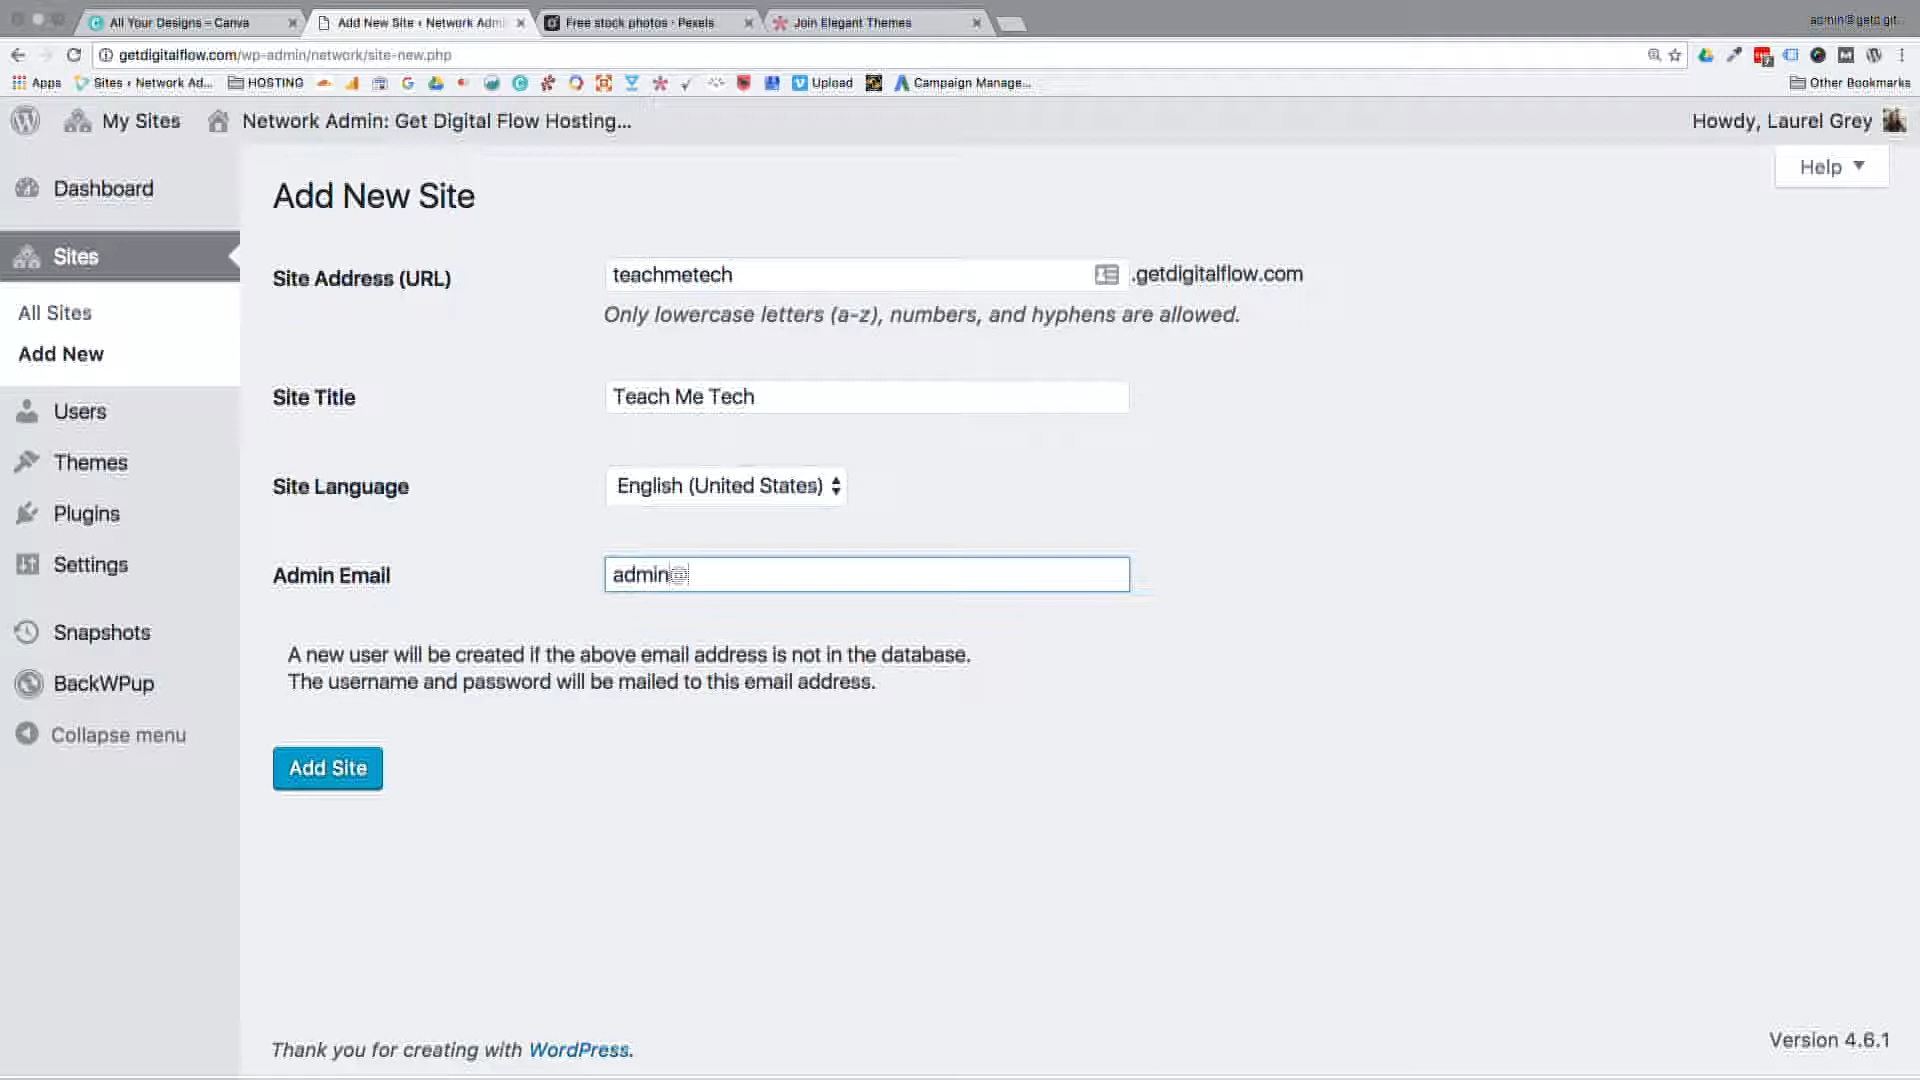 All Your Designs – Canva
Add New Site ‹ Network Admi
Free stock photos · Pexels
Join Elegant Themes
admin@getd.git...
getdigitalflow.com/wp-admin/network/site-new.php
Apps
Sites ‹ Network Ad...
HOSTING
Upload
Campaign Manage...
Other Bookmarks
My Sites
Network Admin: Get Digital Flow Hosting...
Howdy, Laurel Grey
Help
Dashboard
Sites
All Sites
Add New
Users
Themes
Plugins
Settings
Snapshots
BackWPup
Collapse menu
Add New Site
Site Address (URL)
teachmetech
.getdigitalflow.com
Only lowercase letters (a-z), numbers, and hyphens are allowed.
Site Title
Teach Me Tech
Site Language
English (United States)
Admin Email
admin@
A new user will be created if the above email address is not in the database.
The username and password will be mailed to this email address.
Add Site
Thank you for creating with WordPress.
Version 4.6.1